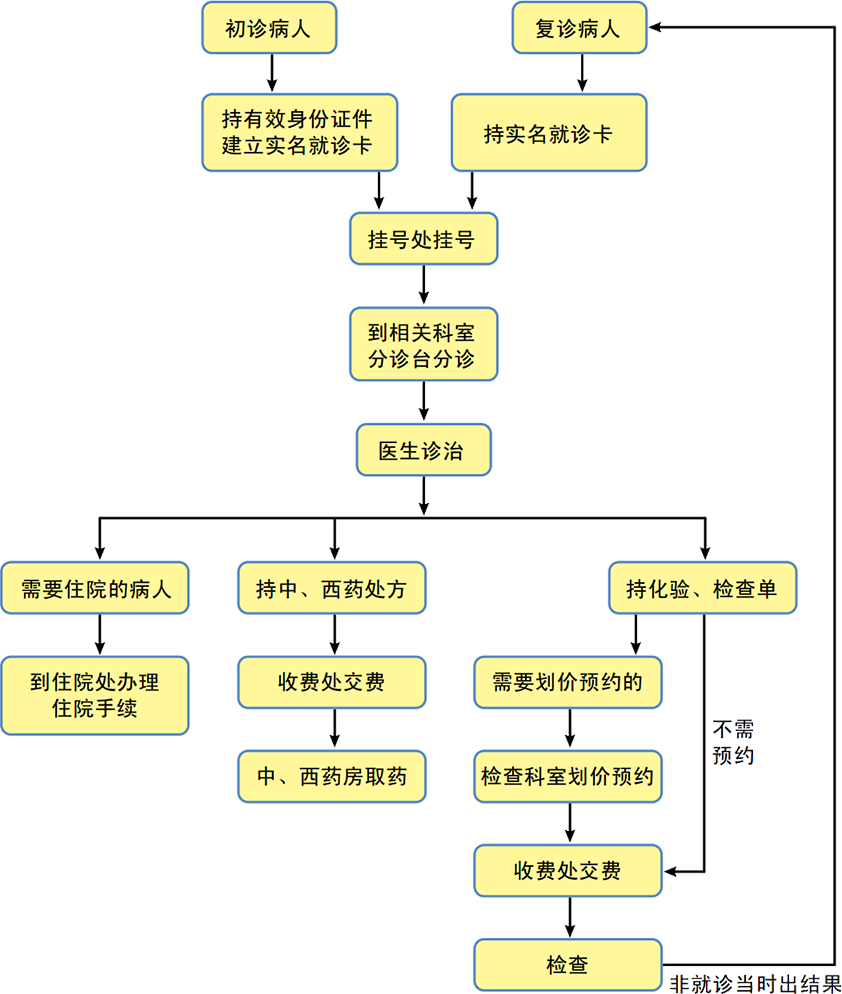 初诊病人
复诊病人
持有效身份证件
建立实名就诊卡
持实名就诊卡
挂号处挂号
到相关科室
分诊台分诊
医生诊治
需要住院的病人
持中、西药处方
持化验、检查单
到住院处办理
住院手续
收费处交费
需要划价预约的
不需
预约
中、西药房取药
检查科室划价预约
收费处交费
检查
非就诊当时出结果